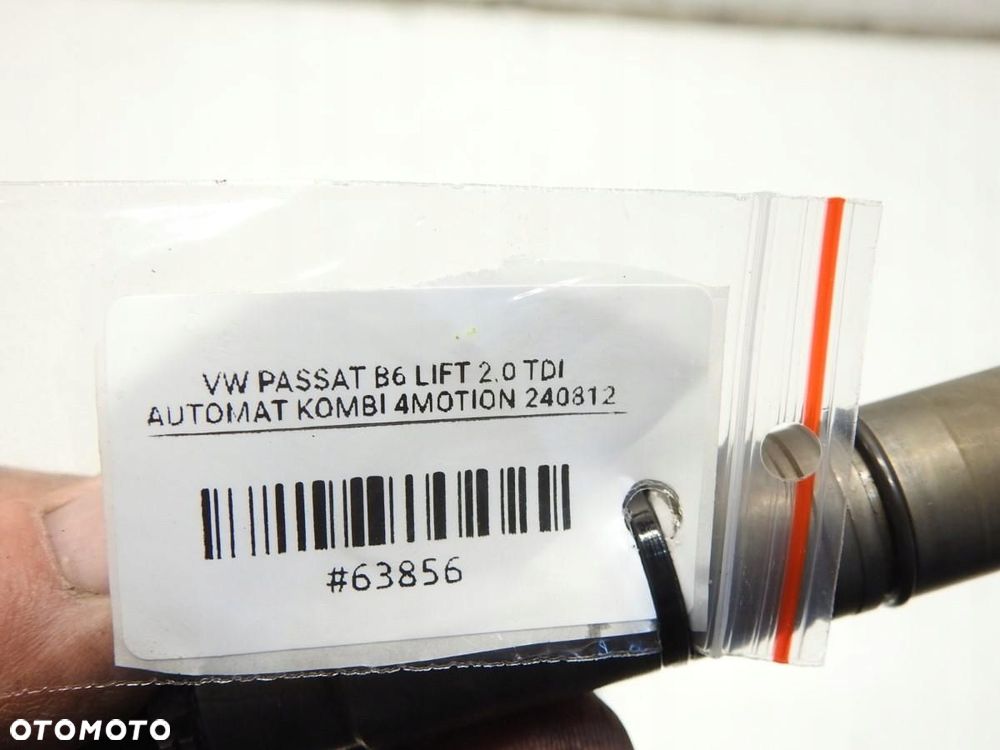 VW PASSAT B6 LIFT 2.0 TDI
AUTOMAT KOMBI 4MOTION 240812
#63856
OTOMOTO